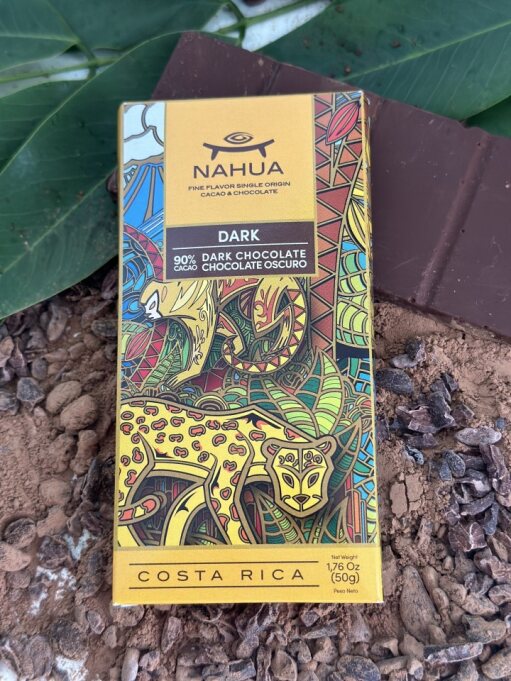 NAHUA
FINE FLAVOR SINGLE ORIGIN
CACAO & CHOCOLATE
DARK
90% CACAO
DARK CHOCOLATE
CHOCOLATE OSCURO
COSTA RICA
Net Weight
1,76 Oz
(50g)
Peso Neto